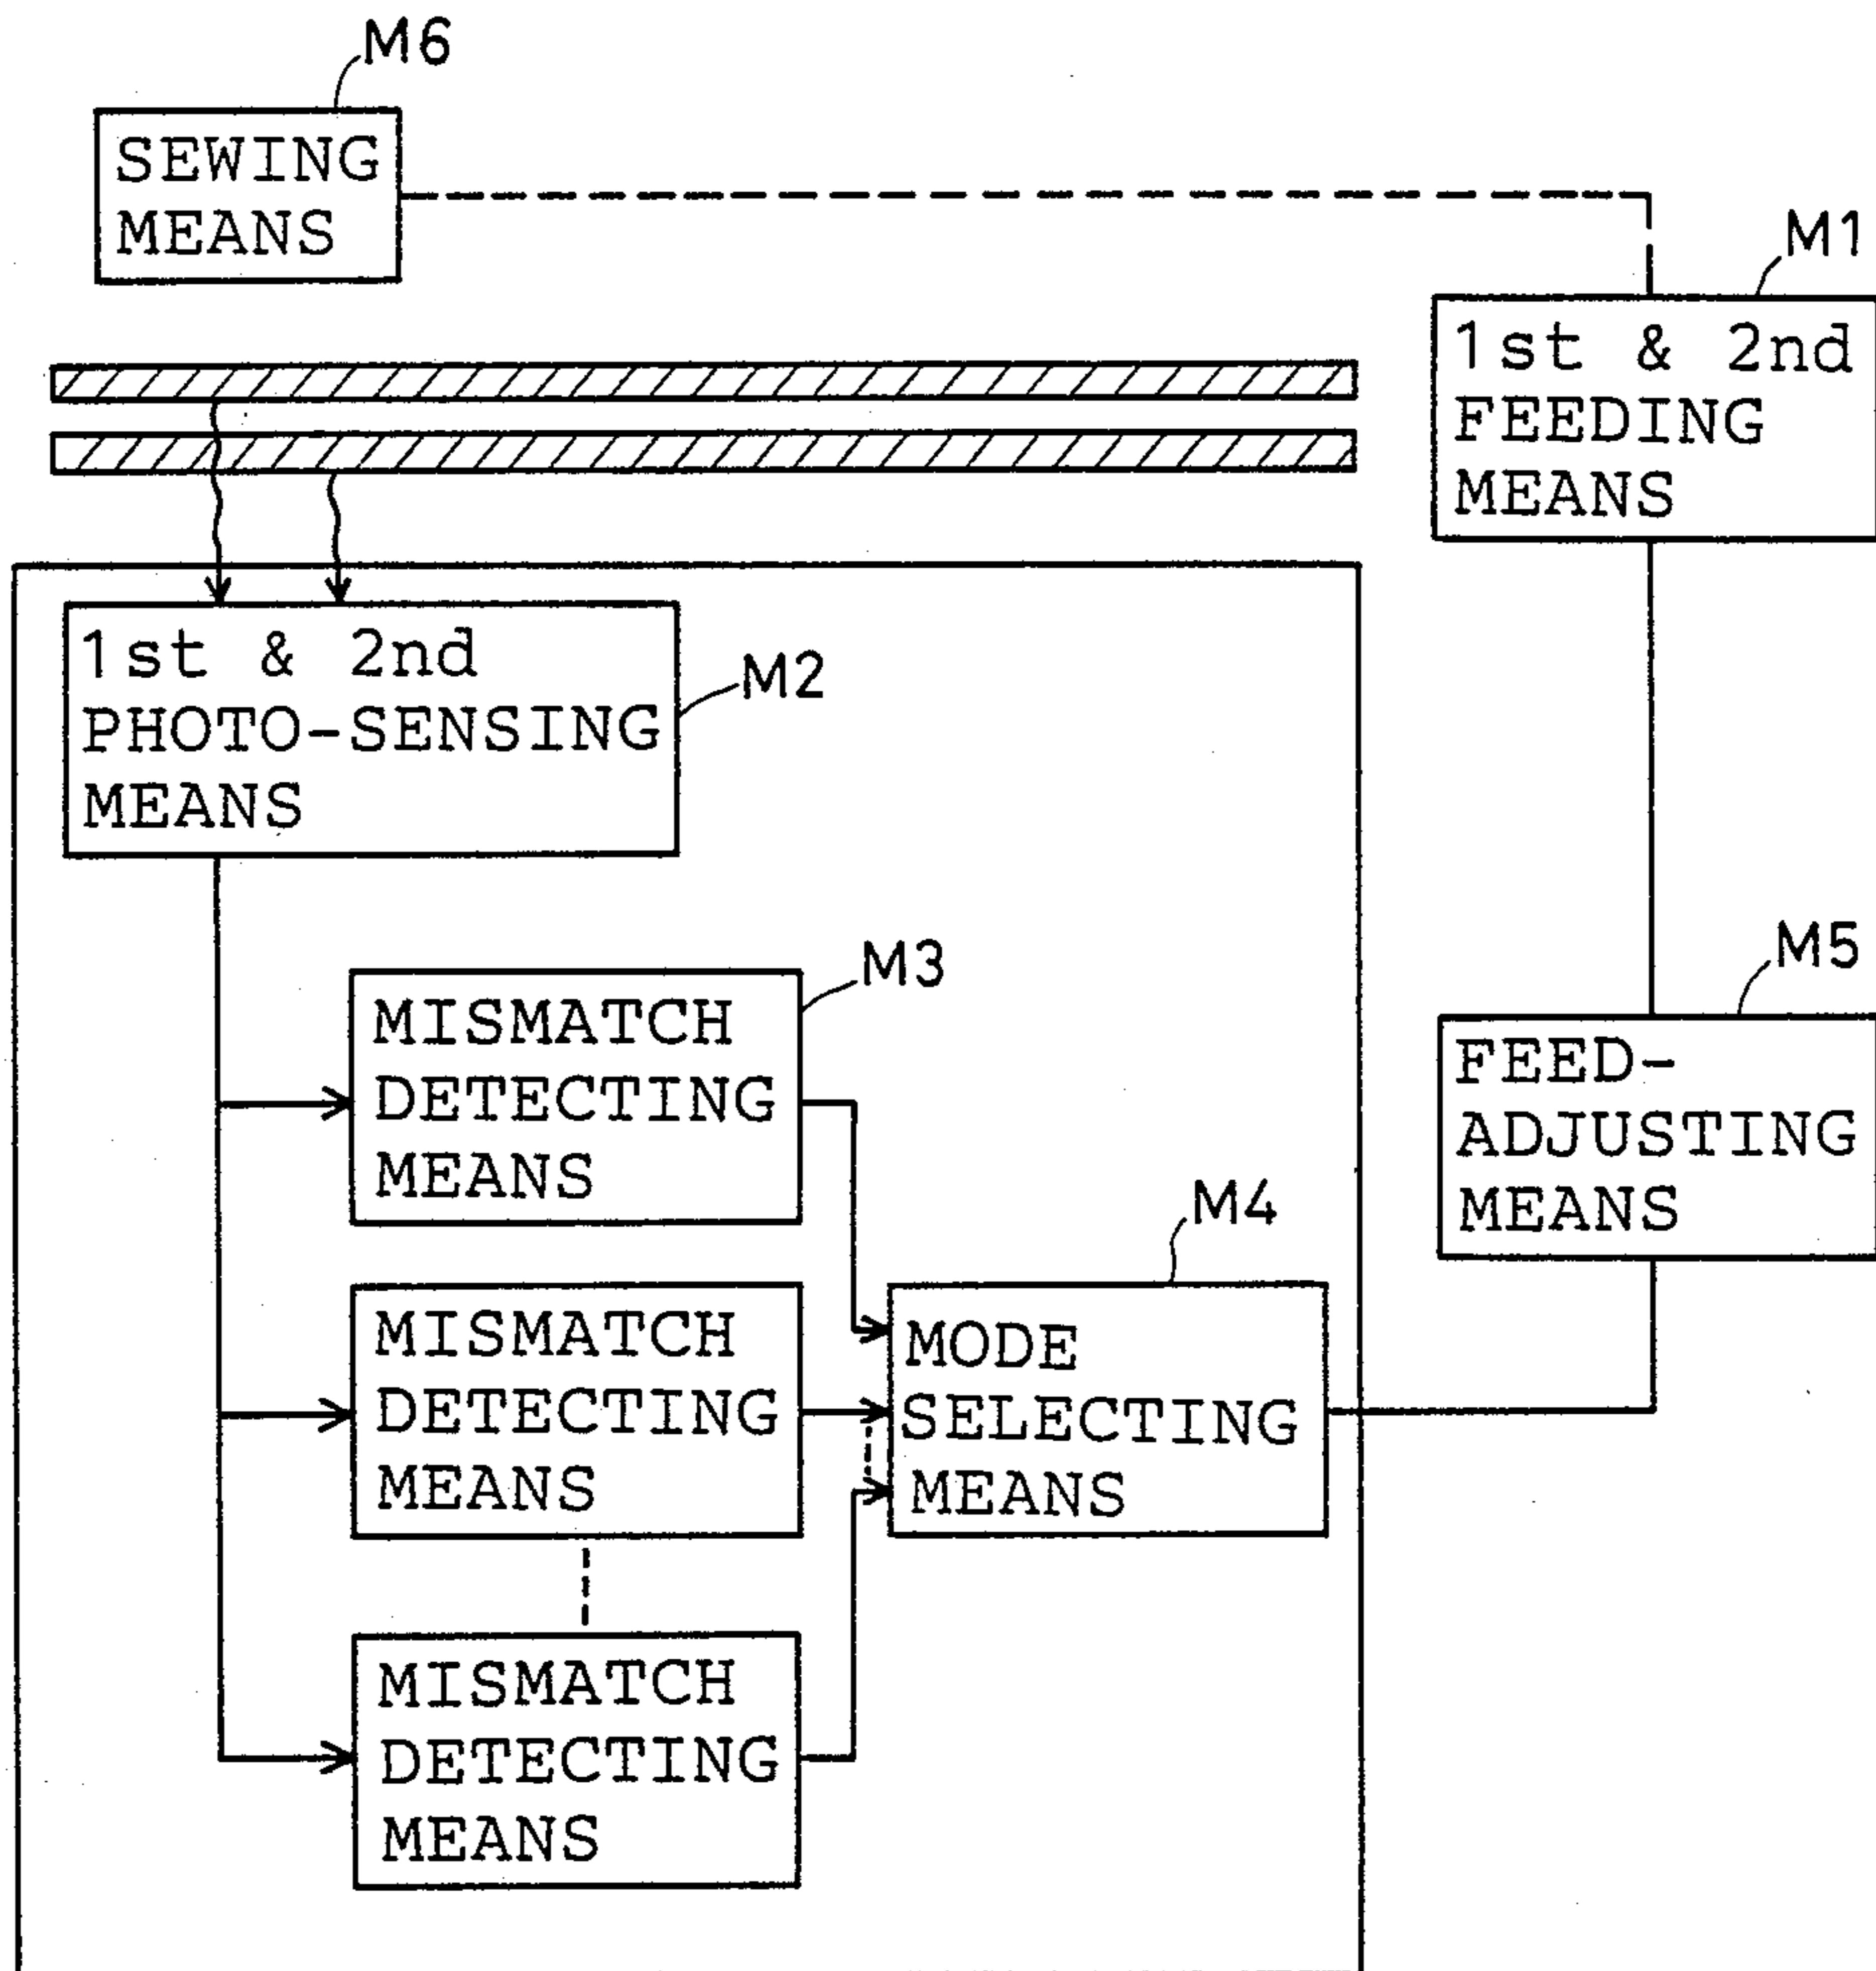 M6
SEWING
MEANS
M1
1st & 2nd
FEEDING
MEANS
1st & 2nd
PHOTO-SENSING
MEANS
M2
M3
MISMATCH
DETECTING
MEANS
M5
FEED-
ADJUSTING
MEANS
M4
MISMATCH
DETECTING
MEANS
MODE
SELECTING
MEANS
MISMATCH
DETECTING
MEANS